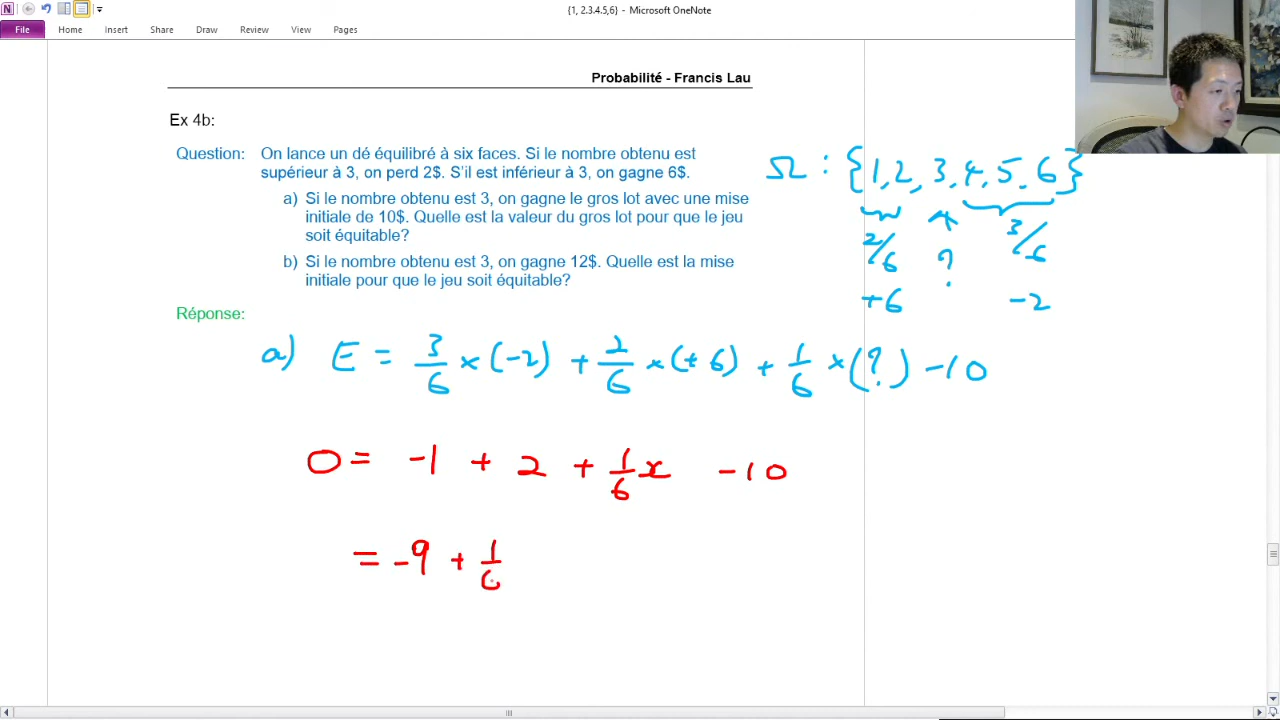 {1, 2.3.4.5,6} - Microsoft OneNote
File Home Insert Share Draw Review View Pages
Probabilité - Francis Lau
Ex 4b:
Question: On lance un dé équilibré à six faces. Si le nombre obtenu est
supérieur à 3, on perd 2$. S'il est inférieur à 3, on gagne 6$.
a) Si le nombre obtenu est 3, on gagne le gros lot avec une mise
initiale de 10$. Quelle est la valeur du gros lot pour que le jeu
soit équitable?
b) Si le nombre obtenu est 3, on gagne 12$. Quelle est la mise
initiale pour que le jeu soit équitable?
Réponse:
Ω : {1, 2, 3, 4, 5, 6}
2/6 ? 3/6
+6 -2
a) E = 3/6 × (-2) + 2/6 × (+6) + 1/6 × (?) - 10
0 = -1 + 2 + 1/6 x - 10
= -9 + 1/6